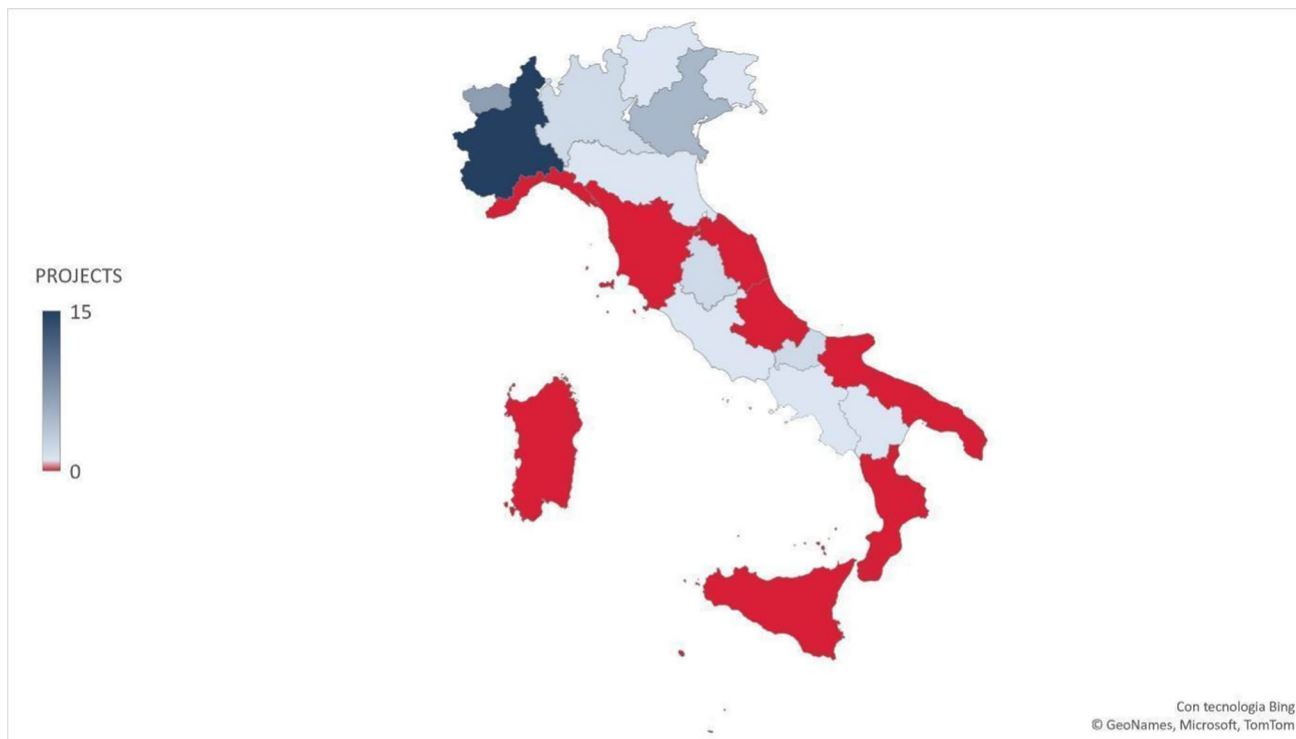 PROJECTS
15
0
Con tecnologia Bing
© GeoNames, Microsoft, TomTom